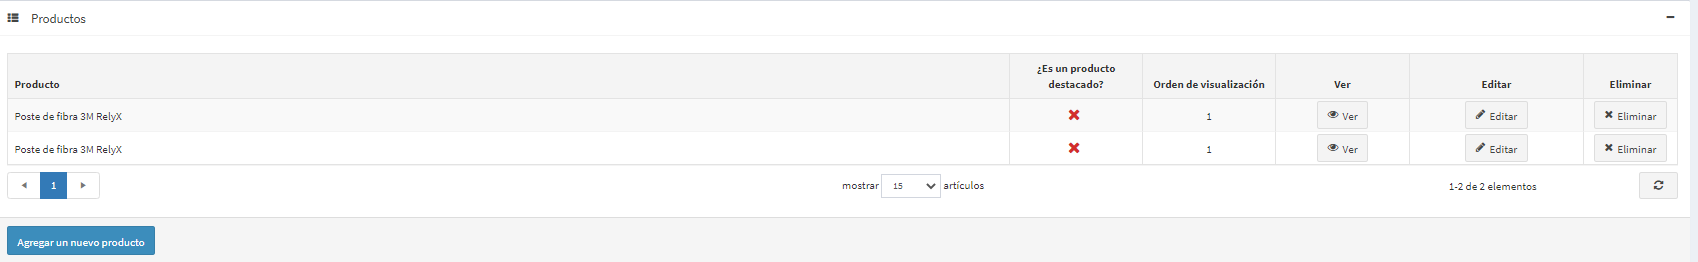 Productos
Producto ¿Es un producto destacado? Orden de visualización Ver Editar Eliminar
Poste de fibra 3M RelyX 1 Ver Editar Eliminar
Poste de fibra 3M RelyX 1 Ver Editar Eliminar
1 mostrar 15 artículos 1-2 de 2 elementos
Agregar un nuevo producto